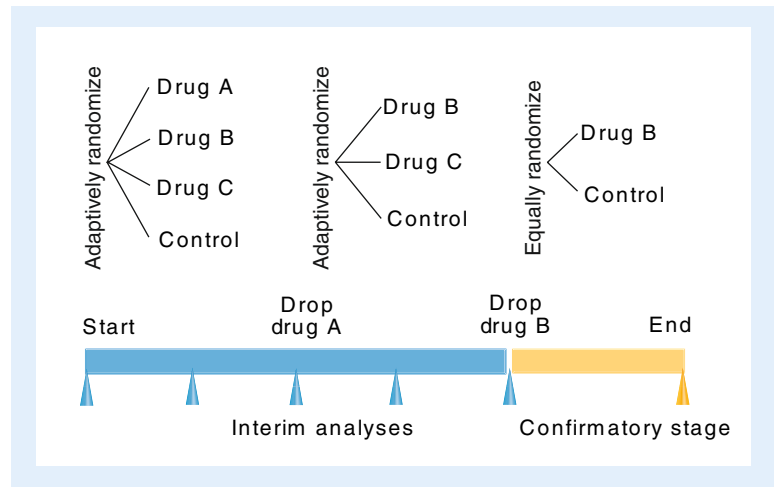 Adaptively randomize
Drug A
Drug B
Drug C
Control
Adaptively randomize
Drug B
Drug C
Control
Equally randomize
Drug B
Control
Start
Drop
drug A
Drop
drug B
End
Interim analyses
Confirmatory stage